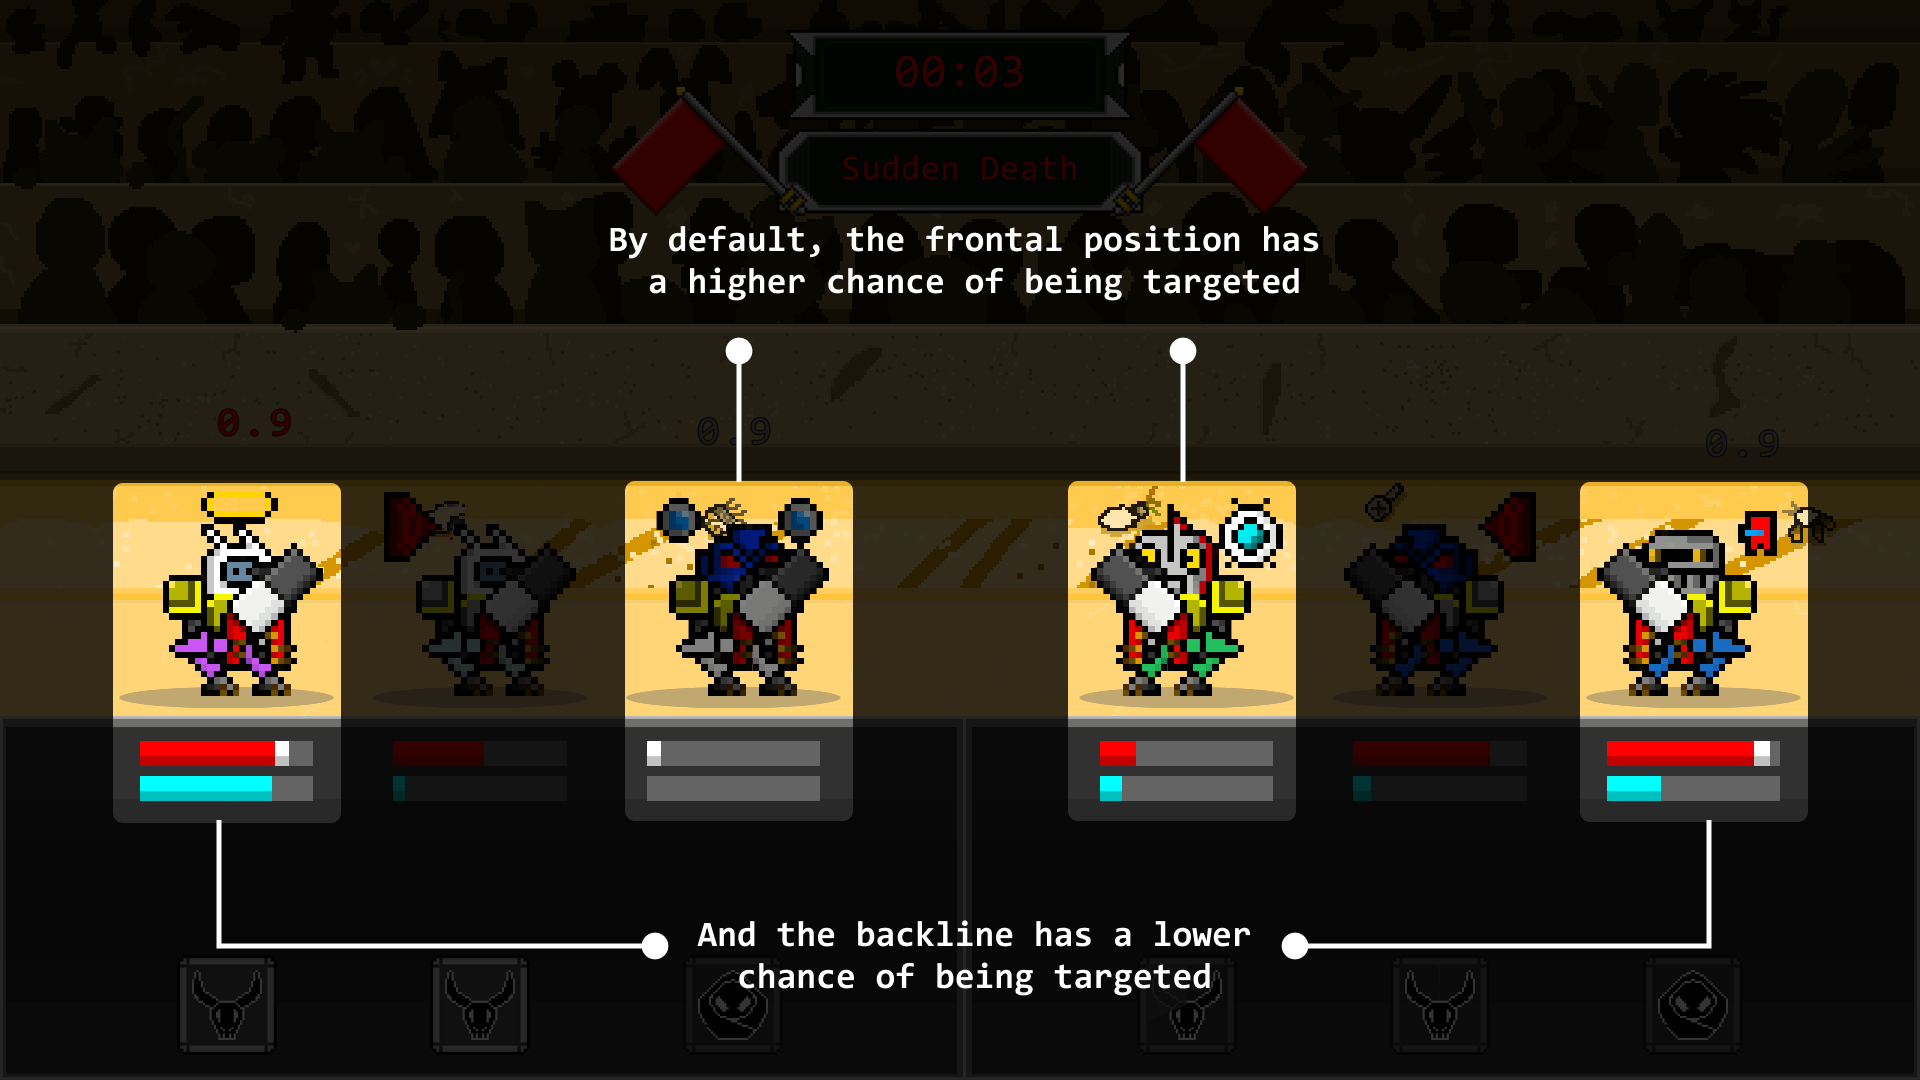 00:03
Sudden Death
By default, the frontal position has
a higher chance of being targeted
0.9
0.9
0.9
And the backline has a lower
chance of being targeted